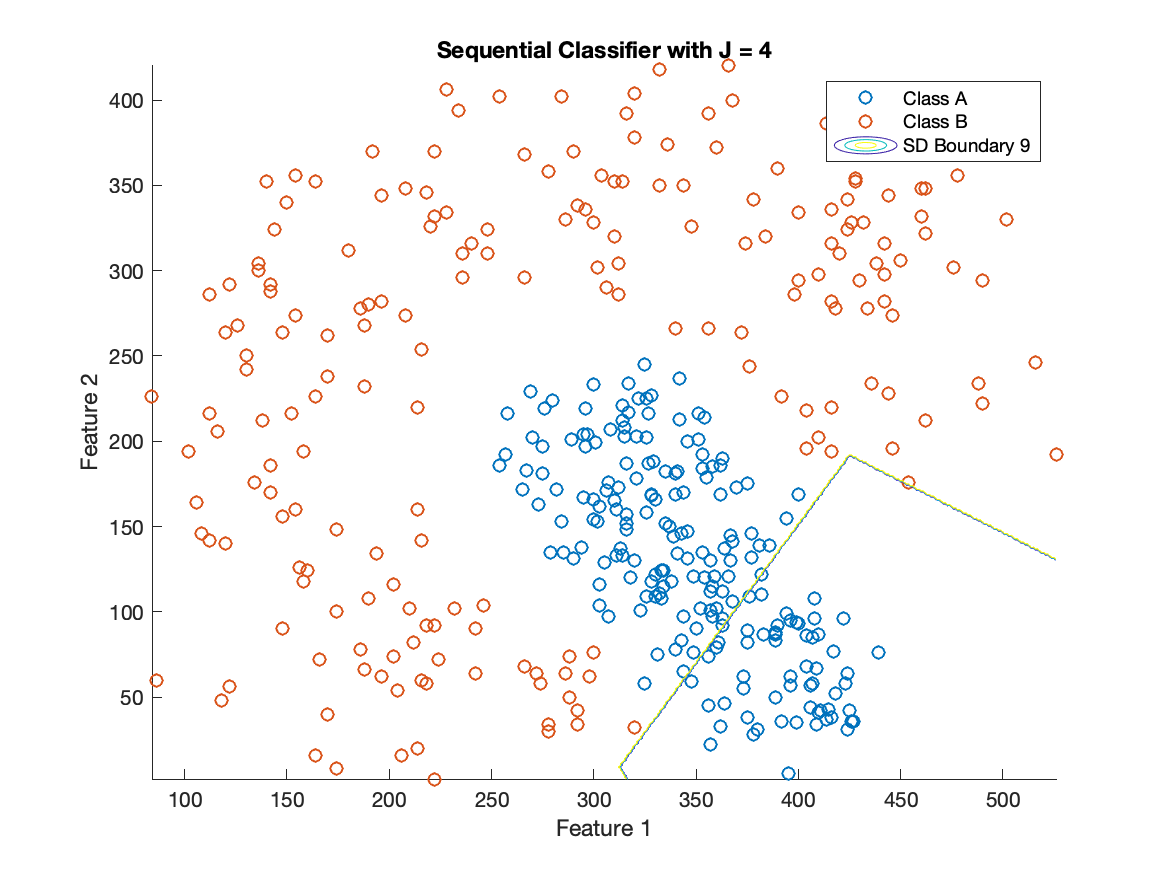 Sequential Classifier with J = 4
Class A
Class B
SD Boundary 9
400
350
300
250
200
150
100
50
Feature 2
100 150 200 250 300 350 400 450 500
Feature 1